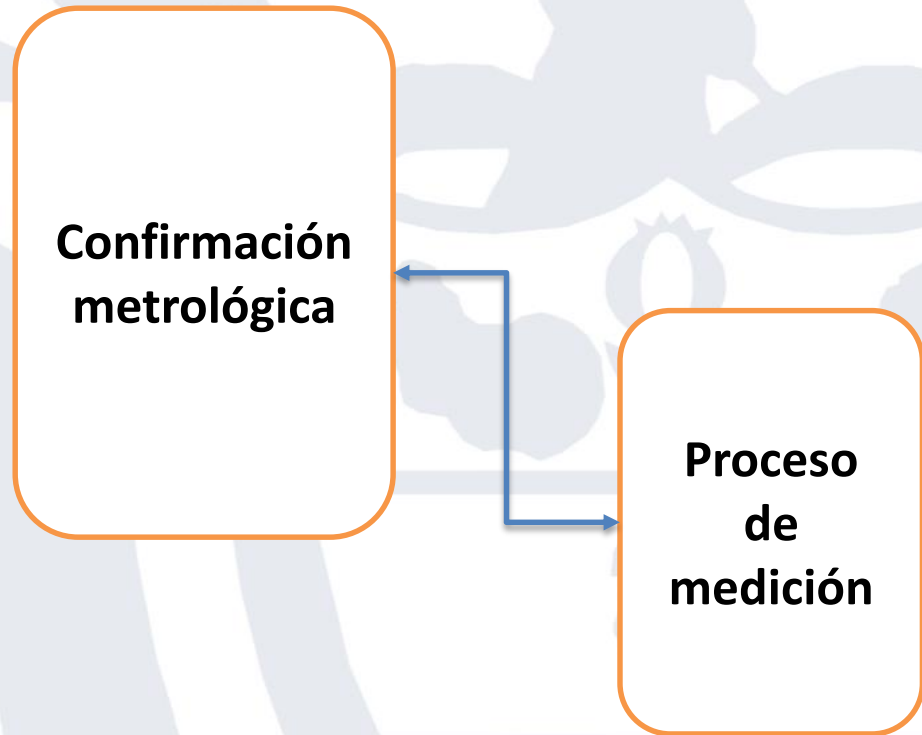 Confirmación
metrológica
Proceso
de
medición